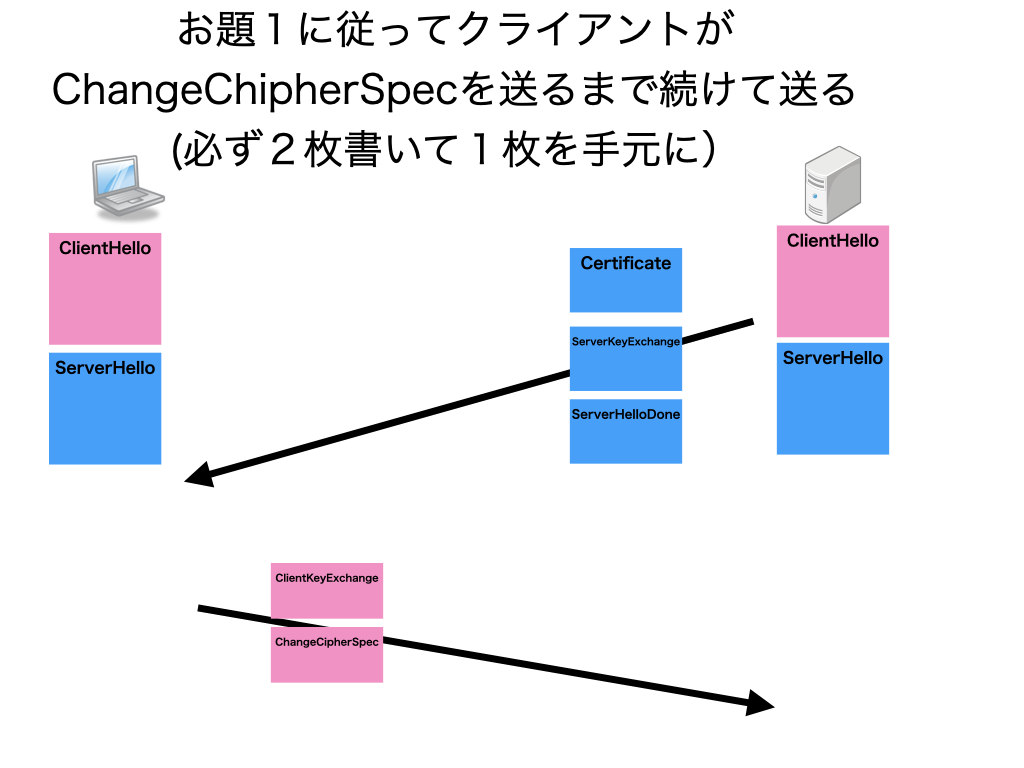 お題１に従ってクライアントが
ChangeChipherSpecを送るまで続けて送る
(必ず２枚書いて１枚を手元に）
ClientHello
ServerHello
Certificate
ServerKeyExchange
ServerHelloDone
ClientHello
ServerHello
ClientKeyExchange
ChangeCipherSpec